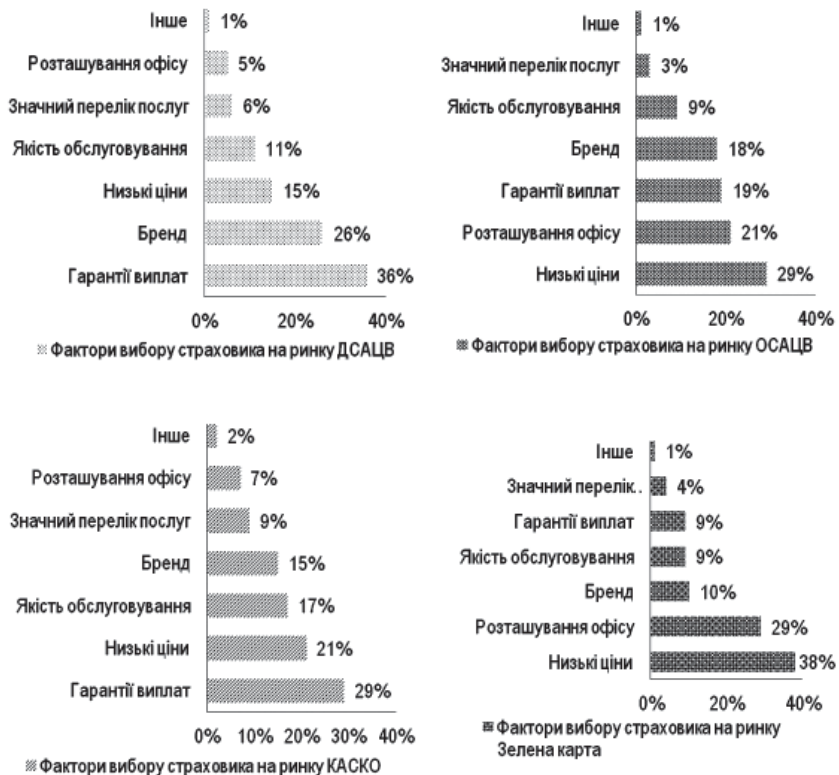 Інше 1%
Розташування офісу 5%
Значний перелік послуг 6%
Якість обслуговування 11%
Низькі ціни 15%
Бренд 26%
Гарантії виплат 36%
0% 20% 40%
Фактори вибору страховика на ринку ДСАЦВ
Інше 1%
Значний перелік послуг 3%
Якість обслуговування 9%
Бренд 18%
Гарантії виплат 19%
Розташування офісу 21%
Низькі ціни 29%
0% 20% 40%
Фактори вибору страховика на ринку ОСАЦВ
Інше 2%
Розташування офісу 7%
Значний перелік послуг 9%
Бренд 15%
Якість обслуговування 17%
Низькі ціни 21%
Гарантії виплат 29%
0% 10% 20% 30% 40%
Фактори вибору страховика на ринку КАСКО
Інше 1%
Значний перелік.. 4%
Гарантії виплат 9%
Якість обслуговування 9%
Бренд 10%
Розташування офісу 29%
Низькі ціни 38%
0% 20% 40%
Фактори вибору страховика на ринку
Зелена карта